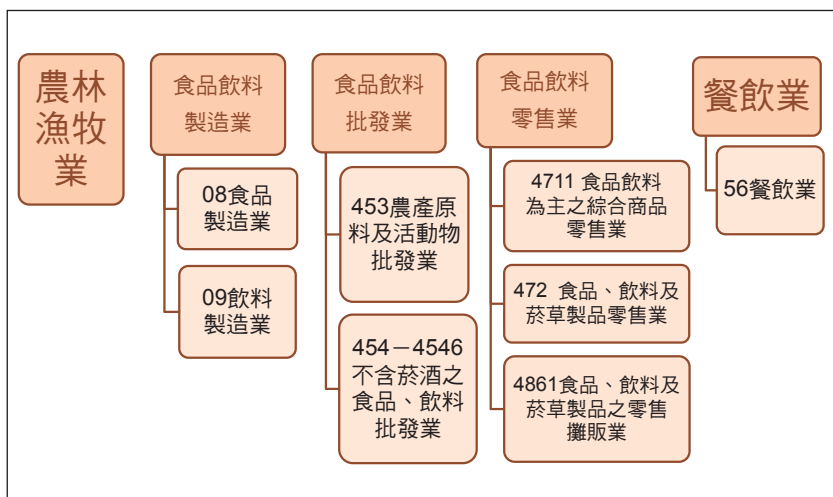 農林
漁牧
業
食品飲料
製造業
08食品
製造業
09飲料
製造業
食品飲料
批發業
453農產原
料及活動物
批發業
454－4546
不含菸酒之
食品、飲料
批發業
食品飲料
零售業
4711 食品飲料
為主之綜合商品
零售業
472 食品、飲料及
菸草製品零售業
4861食品、飲料及
菸草製品之零售
攤販業
餐飲業
56餐飲業